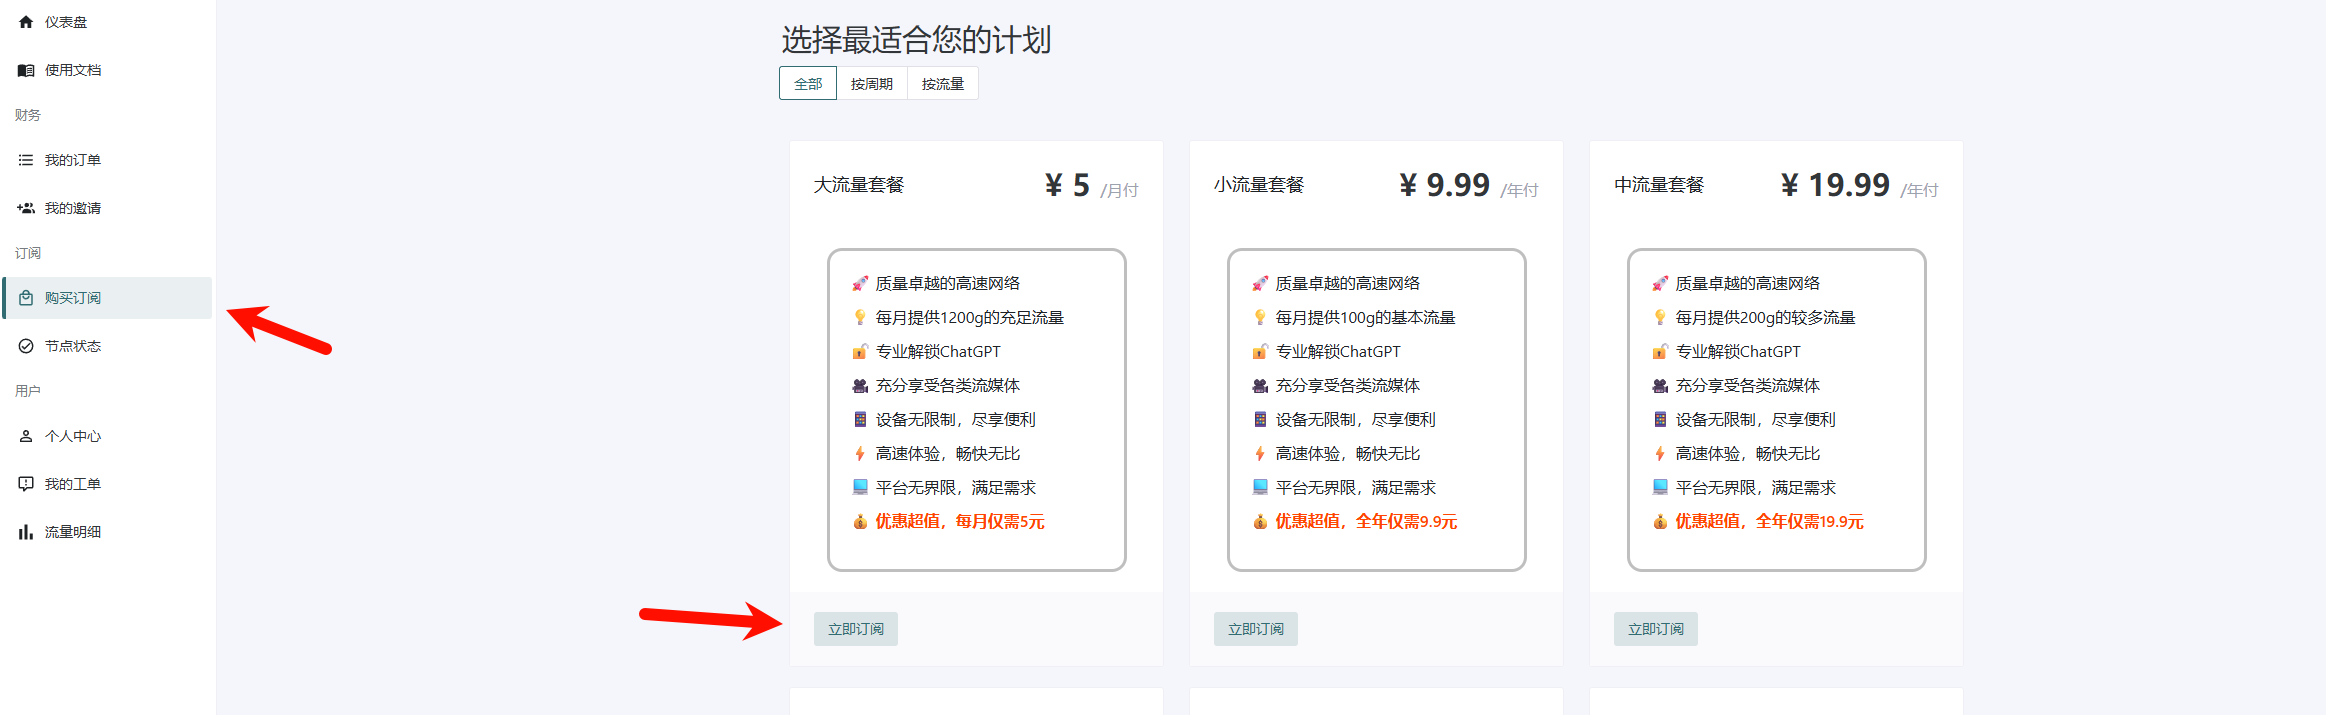 仪表盘
使用文档
财务
我的订单
我的邀请
订阅
购买订阅
节点状态
用户
个人中心
我的工单
流量明细
选择最适合您的计划
全部 按周期 按流量
大流量套餐 ¥ 5 /月付
质量卓越的高速网络
每月提供1200g的充足流量
专业解锁ChatGPT
充分享受各类流媒体
设备无限制，尽享便利
高速体验，畅快无比
平台无界限，满足需求
优惠超值，每月仅需5元
立即订阅
小流量套餐 ¥ 9.99 /年付
质量卓越的高速网络
每月提供100g的基本流量
专业解锁ChatGPT
充分享受各类流媒体
设备无限制，尽享便利
高速体验，畅快无比
平台无界限，满足需求
优惠超值，全年仅需9.9元
立即订阅
中流量套餐 ¥ 19.99 /年付
质量卓越的高速网络
每月提供200g的较多流量
专业解锁ChatGPT
充分享受各类流媒体
设备无限制，尽享便利
高速体验，畅快无比
平台无界限，满足需求
优惠超值，全年仅需19.9元
立即订阅